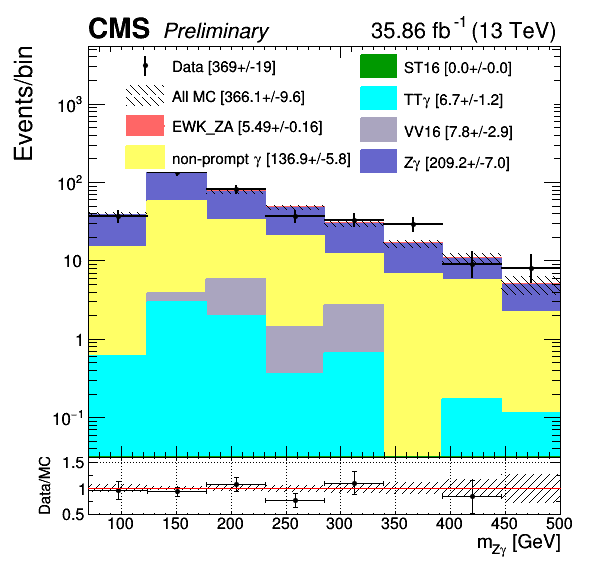 CMS Preliminary 35.86 fb⁻¹ (13 TeV)
Events/bin
Data [369+/-19]
All MC [366.1+/-9.6]
EWK_ZA [5.49+/-0.16]
non-prompt γ [136.9+/-5.8]
ST16 [0.0+/-0.0]
TTγ [6.7+/-1.2]
VV16 [7.8+/-2.9]
Zγ [209.2+/-7.0]
10³
10²
10
1
10⁻¹
Data/MC
1.5
1
0.5
100 150 200 250 300 350 400 450 500
m_Zγ [GeV]